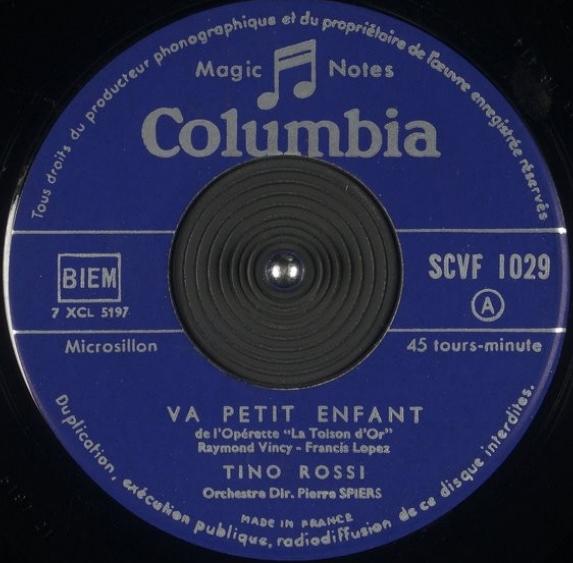 Tous droits du producteur phonographique et du propriétaire de l'œuvre enregistrée réservés
Magic Notes
Columbia
BIEM
SCVF 1029
7 XCL 5197
A
Microsillon
45 tours-minute
VA PETIT ENFANT
de l'Opérette "La Toison d'Or"
Raymond Vincy - Francis Lopez
TINO ROSSI
Orchestre Dir. Pierre SPIERS
MADE IN FRANCE
Duplication, exécution publique, radiodiffusion de ce disque interdites.